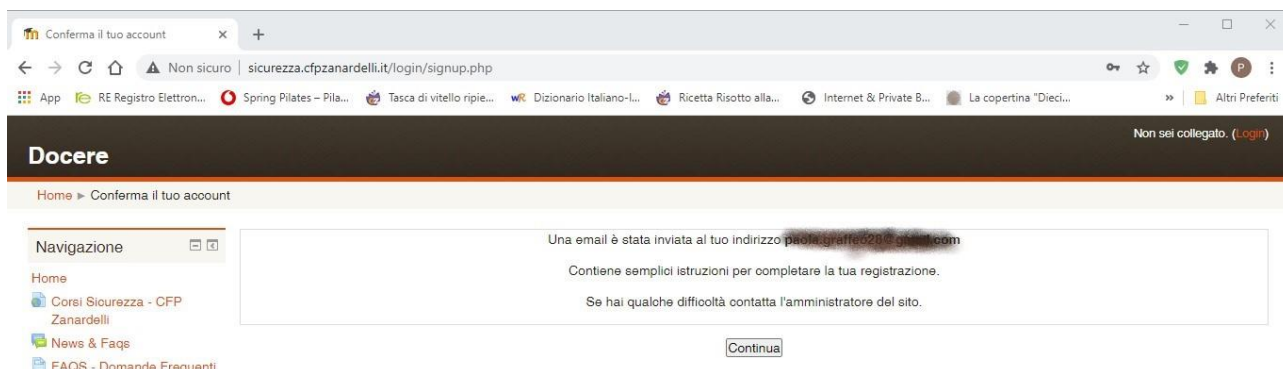 Conferma il tuo account
Non sicuro | sicurezza.cfpzanardelli.it/login/signup.php
P
App RE Registro Elettron... Spring Pilates – Pila... Tasca di vitello ripie... WR Dizionario Italiano-I... Ricetta Risotto alla... Internet & Private B... La copertina "Dieci... » Altri Preferiti
Non sei collegato. (Login)
Docere
Home ► Conferma il tuo account
Navigazione
Home
Corsi Sicurezza - CFP
Zanardelli
News & Faqs
FAQS - Domande Frequenti
Una email è stata inviata al tuo indirizzo
Contiene semplici istruzioni per completare la tua registrazione.
Se hai qualche difficoltà contatta l'amministratore del sito.
Continua